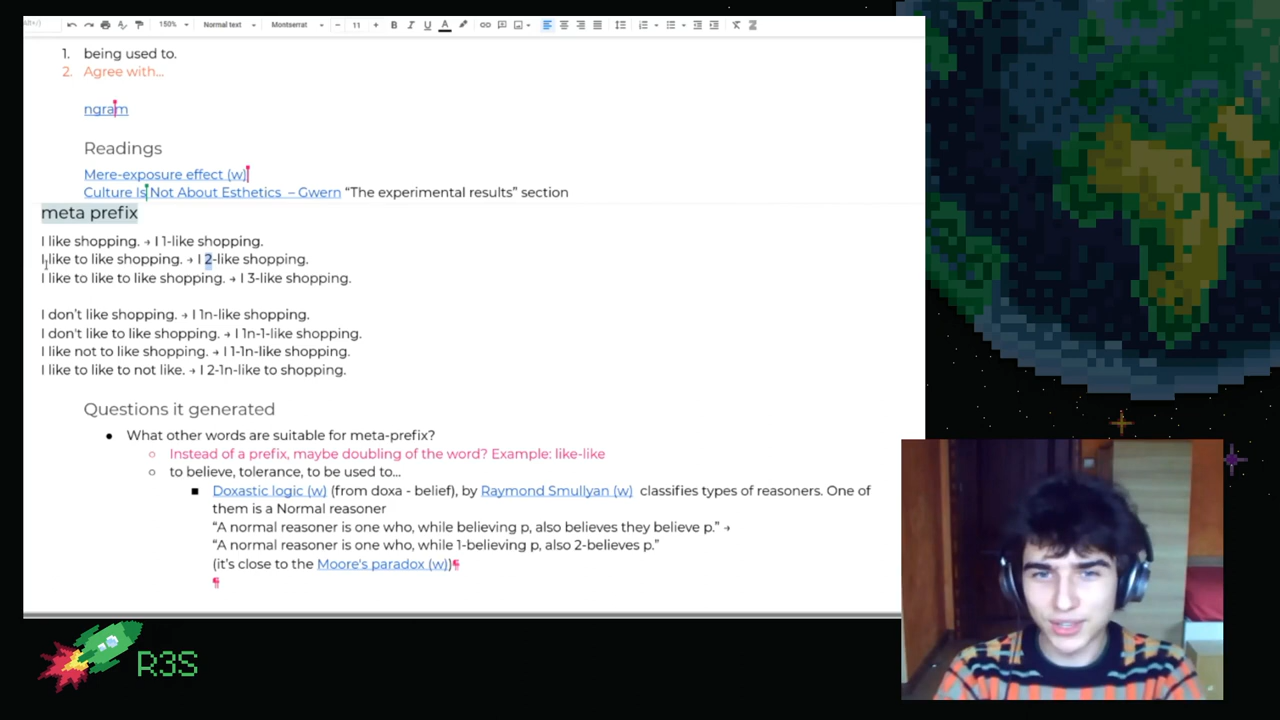 150%
Normal text
Montserrat
11
B I U A
1. being used to.
2. Agree with...
ngram
Readings
Mere-exposure effect (w)
Culture Is Not About Esthetics – Gwern “The experimental results” section
meta prefix
I like shopping. → I 1-like shopping.
I like to like shopping. → I 2-like shopping.
I like to like to like shopping. → I 3-like shopping.
I don’t like shopping. → I 1n-like shopping.
I don't like to like shopping. → I 1n-1-like shopping.
I like not to like shopping. → I 1-1n-like shopping.
I like to like to not like. → I 2-1n-like to shopping.
Questions it generated
● What other words are suitable for meta-prefix?
○ Instead of a prefix, maybe doubling of the word? Example: like-like
○ to believe, tolerance, to be used to...
■ Doxastic logic (w) (from doxa - belief), by Raymond Smullyan (w) classifies types of reasoners. One of
them is a Normal reasoner
“A normal reasoner is one who, while believing p, also believes they believe p.” →
“A normal reasoner is one who, while 1-believing p, also 2-believes p.”
(it’s close to the Moore's paradox (w))¶
¶
R3S